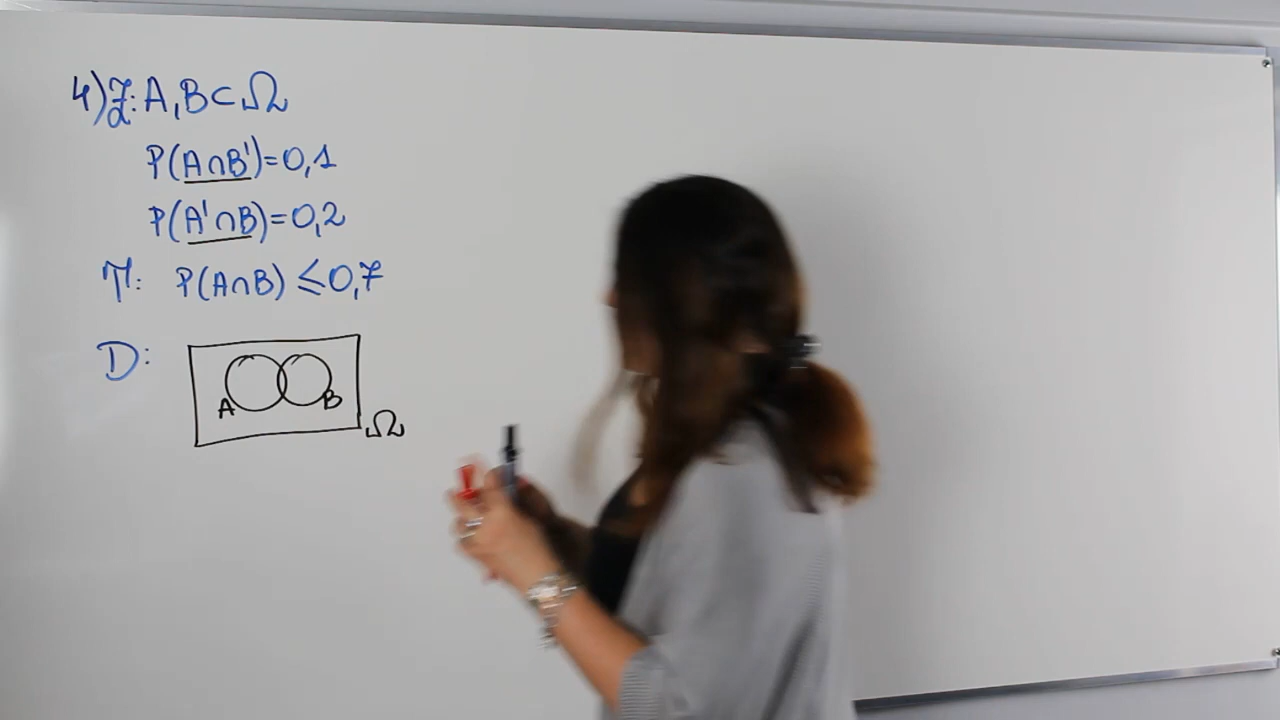 4) Z: A, B ⊂ Ω
P(A∩B')=0,1
P(A'∩B)=0,2
T: P(A∩B) ≤ 0,7
D:
A B
Ω